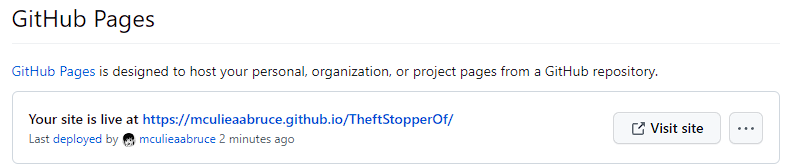 GitHub Pages
GitHub Pages is designed to host your personal, organization, or project pages from a GitHub repository.
Your site is live at https://mculieaabruce.github.io/TheftStopperOf/
Visit site
Last deployed by mculieaabruce 2 minutes ago